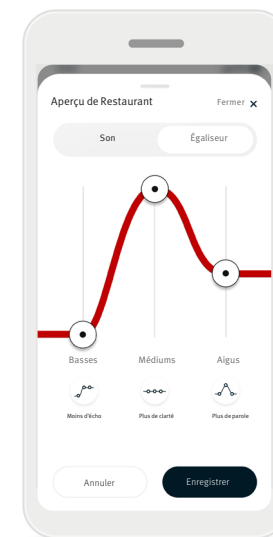 Aperçu de Restaurant Fermer ×
Son Égaliseur
Basses Médiums Aigus
Moins d'écho Plus de clarté Plus de parole
Annuler Enregistrer